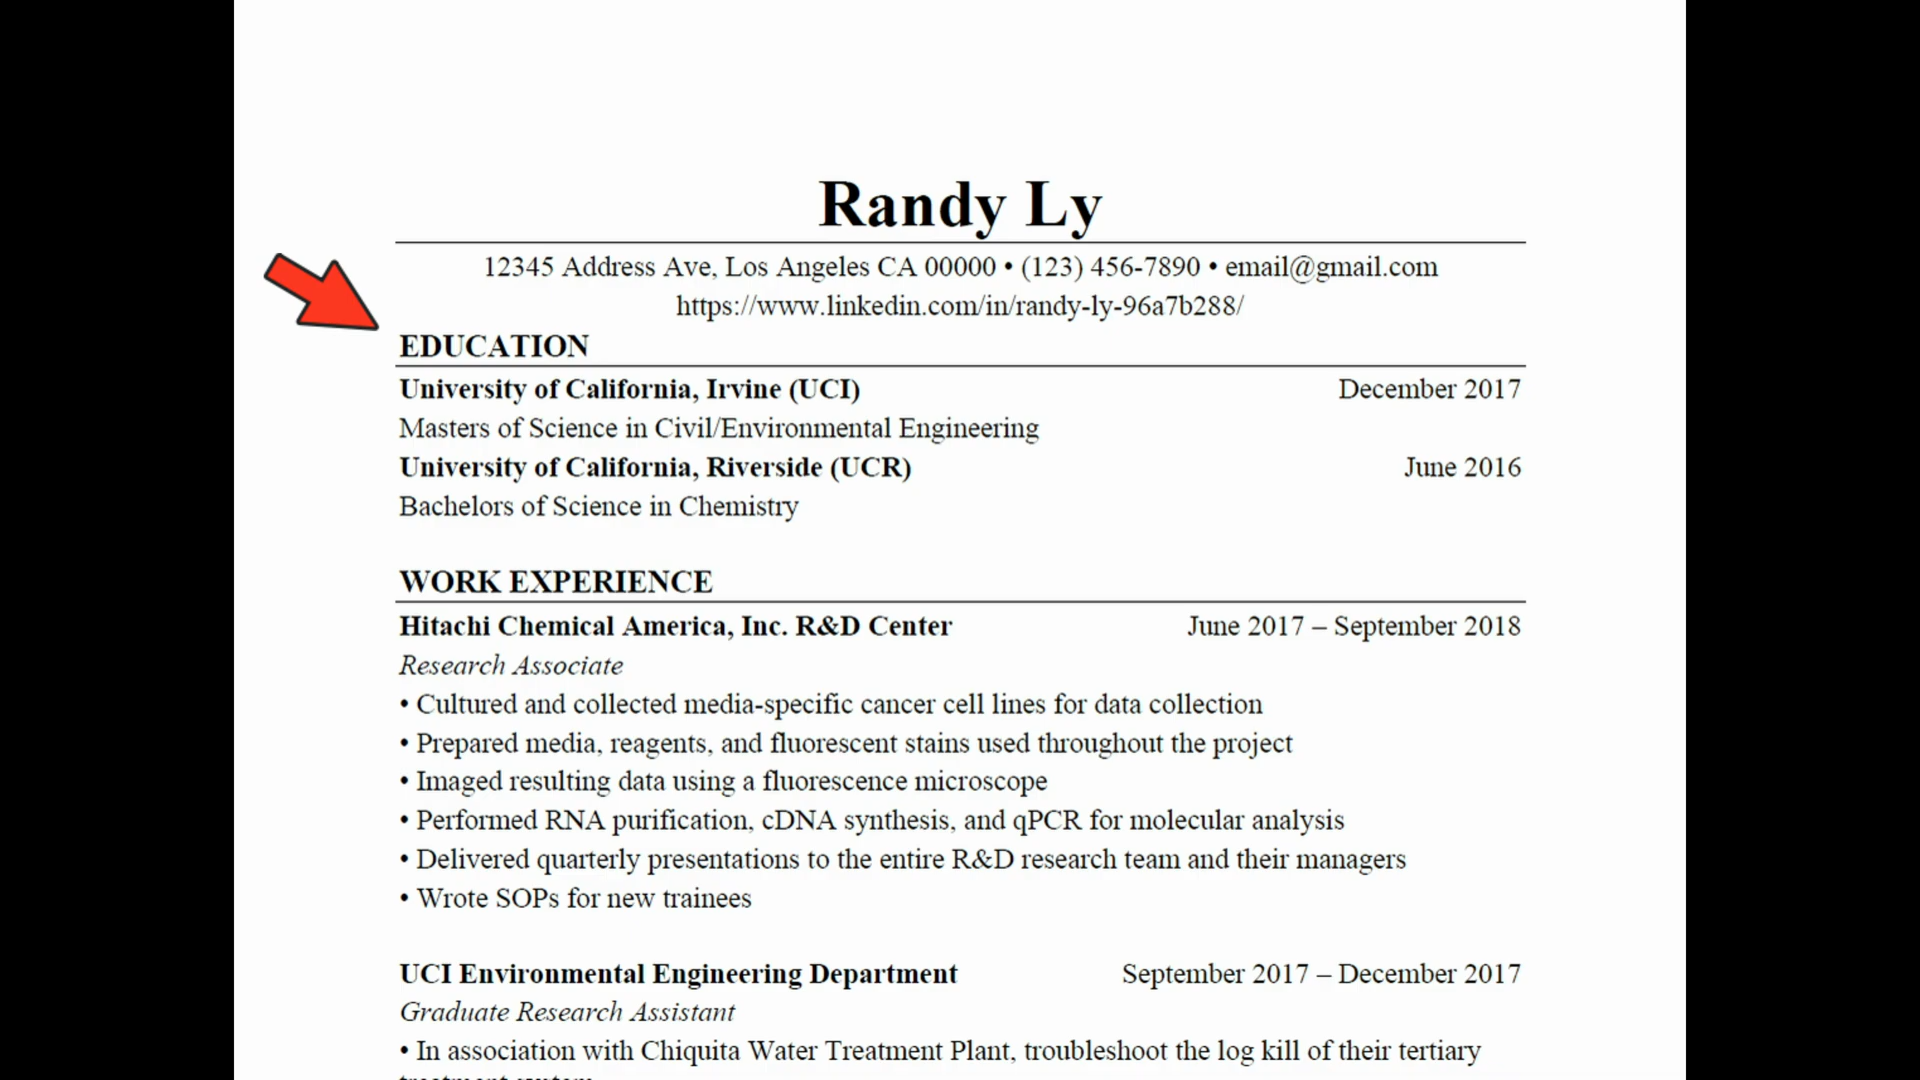 Randy Ly
12345 Address Ave, Los Angeles CA 00000 • (123) 456-7890 • email@gmail.com
https://www.linkedin.com/in/randy-ly-96a7b288/
EDUCATION
University of California, Irvine (UCI) December 2017
Masters of Science in Civil/Environmental Engineering
University of California, Riverside (UCR) June 2016
Bachelors of Science in Chemistry
WORK EXPERIENCE
Hitachi Chemical America, Inc. R&D Center June 2017 – September 2018
Research Associate
• Cultured and collected media-specific cancer cell lines for data collection
• Prepared media, reagents, and fluorescent stains used throughout the project
• Imaged resulting data using a fluorescence microscope
• Performed RNA purification, cDNA synthesis, and qPCR for molecular analysis
• Delivered quarterly presentations to the entire R&D research team and their managers
• Wrote SOPs for new trainees
UCI Environmental Engineering Department September 2017 – December 2017
Graduate Research Assistant
• In association with Chiquita Water Treatment Plant, troubleshoot the log kill of their tertiary